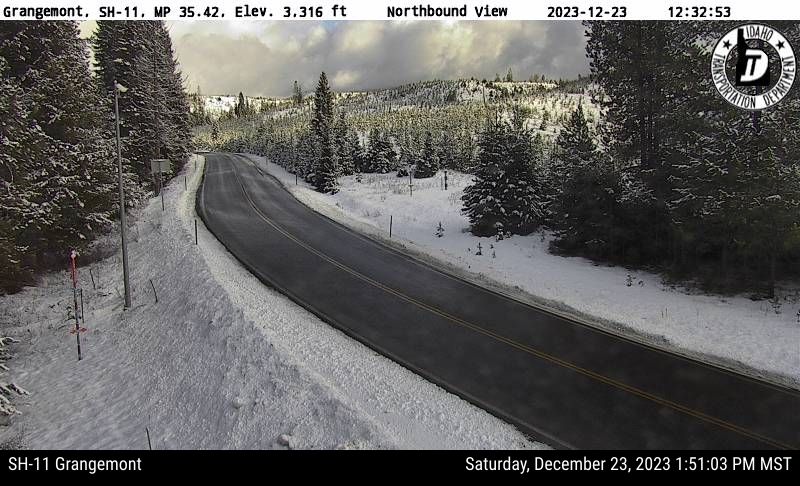 Grangemont, SH-11, MP 35.42, Elev. 3,316 ft Northbound View 2023-12-23 12:32:53
IDAHO
TRANSPORTATION DEPARTMENT
SH-11 Grangemont Saturday, December 23, 2023 1:51:03 PM MST